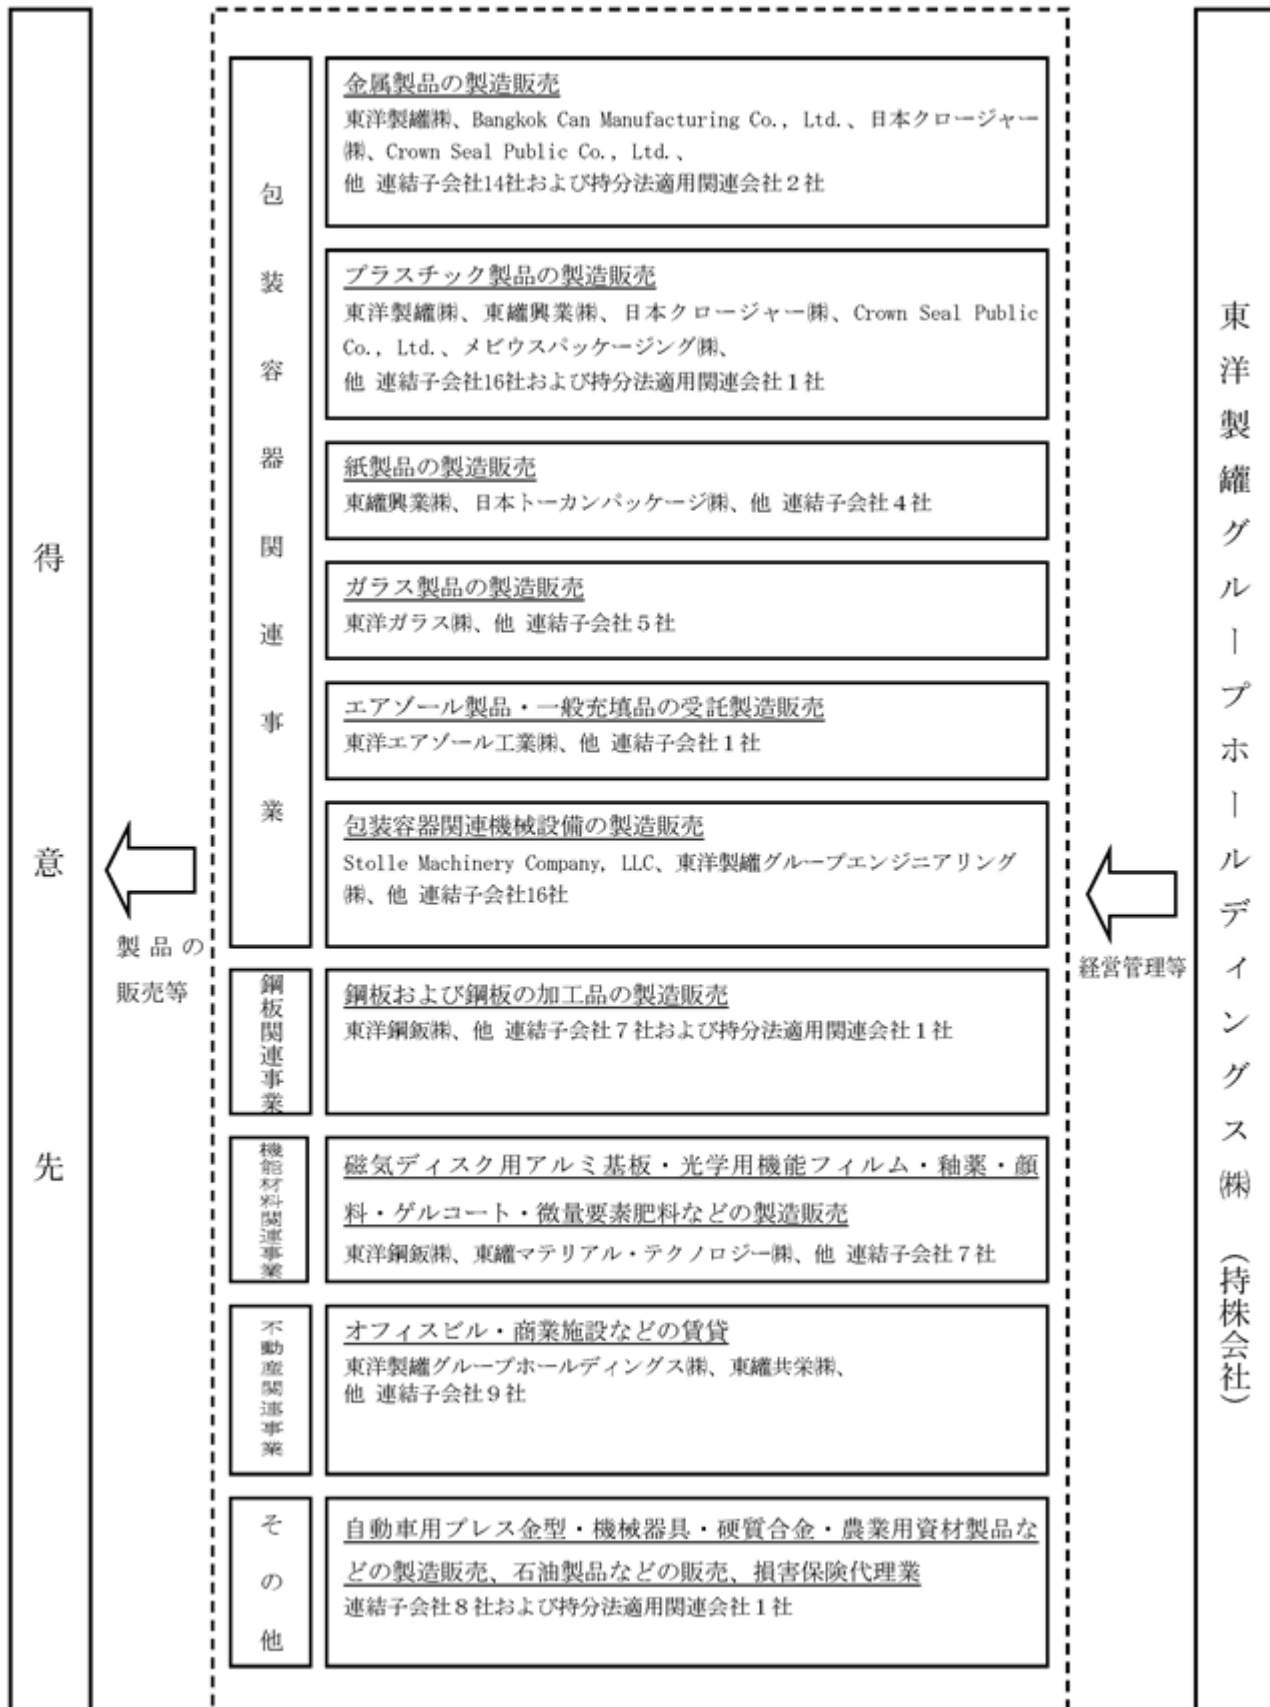 得意先
製品の
販売等
包装容器関連事業
金属製品の製造販売
東洋製罐㈱、Bangkok Can Manufacturing Co., Ltd.、日本クロージャー
㈱、Crown Seal Public Co., Ltd.、
他 連結子会社14社および持分法適用関連会社２社
プラスチック製品の製造販売
東洋製罐㈱、東罐興業㈱、日本クロージャー㈱、Crown Seal Public
Co., Ltd.、メビウスパッケージング㈱、
他 連結子会社16社および持分法適用関連会社１社
紙製品の製造販売
東罐興業㈱、日本トーカンパッケージ㈱、他 連結子会社４社
ガラス製品の製造販売
東洋ガラス㈱、他 連結子会社５社
エアゾール製品・一般充填品の受託製造販売
東洋エアゾール工業㈱、他 連結子会社１社
包装容器関連機械設備の製造販売
Stolle Machinery Company, LLC、東洋製罐グループエンジニアリング
㈱、他 連結子会社16社
鋼板関連事業
鋼板および鋼板の加工品の製造販売
東洋鋼鈑㈱、他 連結子会社７社および持分法適用関連会社１社
機能材料関連事業
磁気ディスク用アルミ基板・光学用機能フィルム・釉薬・顔
料・ゲルコート・微量要素肥料などの製造販売
東洋鋼鈑㈱、東罐マテリアル・テクノロジー㈱、他 連結子会社７社
不動産関連事業
オフィスビル・商業施設などの賃貸
東洋製罐グループホールディングス㈱、東罐共栄㈱、
他 連結子会社９社
その他
自動車用プレス金型・機械器具・硬質合金・農業用資材製品な
どの製造販売、石油製品などの販売、損害保険代理業
連結子会社８社および持分法適用関連会社１社
経営管理等
東洋製罐グループホールディングス㈱（持株会社）